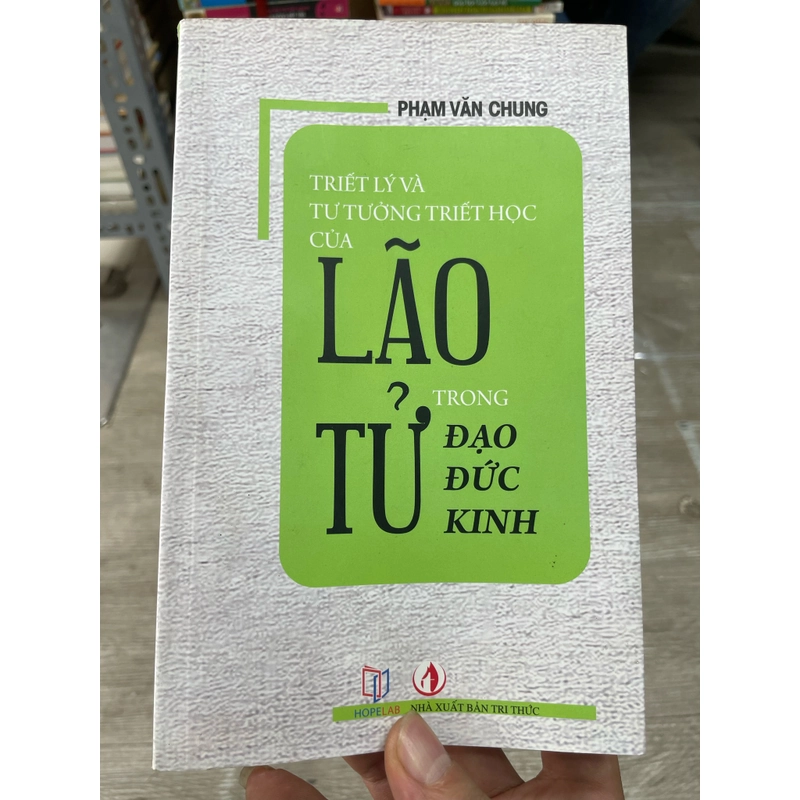 PHẠM VĂN CHUNG
TRIẾT LÝ VÀ
TƯ TƯỞNG TRIẾT HỌC
CỦA
LÃO
TỬ
TRONG
ĐẠO
ĐỨC
KINH
HOPELAB
NHÀ XUẤT BẢN TRI THỨC